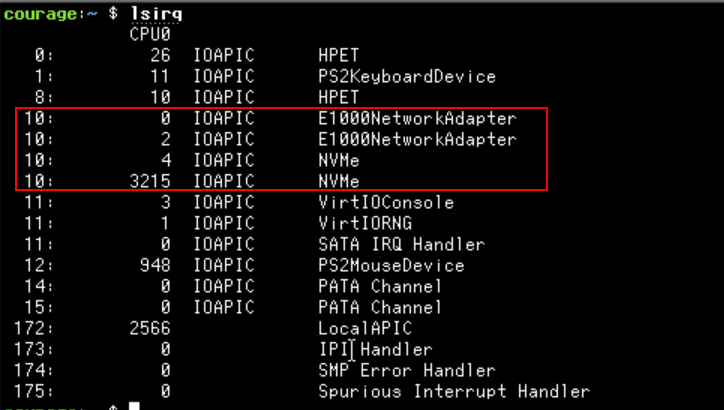 courage:~ $ lsirq
CPU0
0: 26 IOAPIC HPET
1: 11 IOAPIC PS2KeyboardDevice
8: 10 IOAPIC HPET
10: 0 IOAPIC E1000NetworkAdapter
10: 2 IOAPIC E1000NetworkAdapter
10: 4 IOAPIC NVMe
10: 3215 IOAPIC NVMe
11: 3 IOAPIC VirtIOConsole
11: 1 IOAPIC VirtIORNG
11: 0 IOAPIC SATA IRQ Handler
12: 948 IOAPIC PS2MouseDevice
14: 0 IOAPIC PATA Channel
15: 0 IOAPIC PATA Channel
172: 2566 LocalAPIC
173: 0 IPI Handler
174: 0 SMP Error Handler
175: 0 Spurious Interrupt Handler
courage:~ $